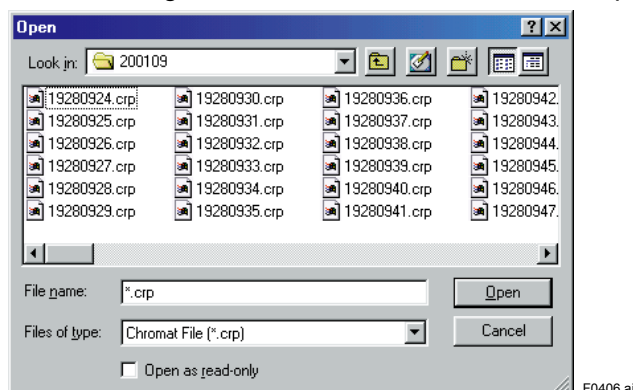 Open
Look in: 200109
19280924.crp 19280930.crp 19280936.crp 19280942.
19280925.crp 19280931.crp 19280937.crp 19280943.
19280926.crp 19280932.crp 19280938.crp 19280944.
19280927.crp 19280933.crp 19280939.crp 19280945.
19280928.crp 19280934.crp 19280940.crp 19280946.
19280929.crp 19280935.crp 19280941.crp 19280947.
File name: *.crp Open
Files of type: Chromat File (*.crp) Cancel
Open as read-only
F0406.ai